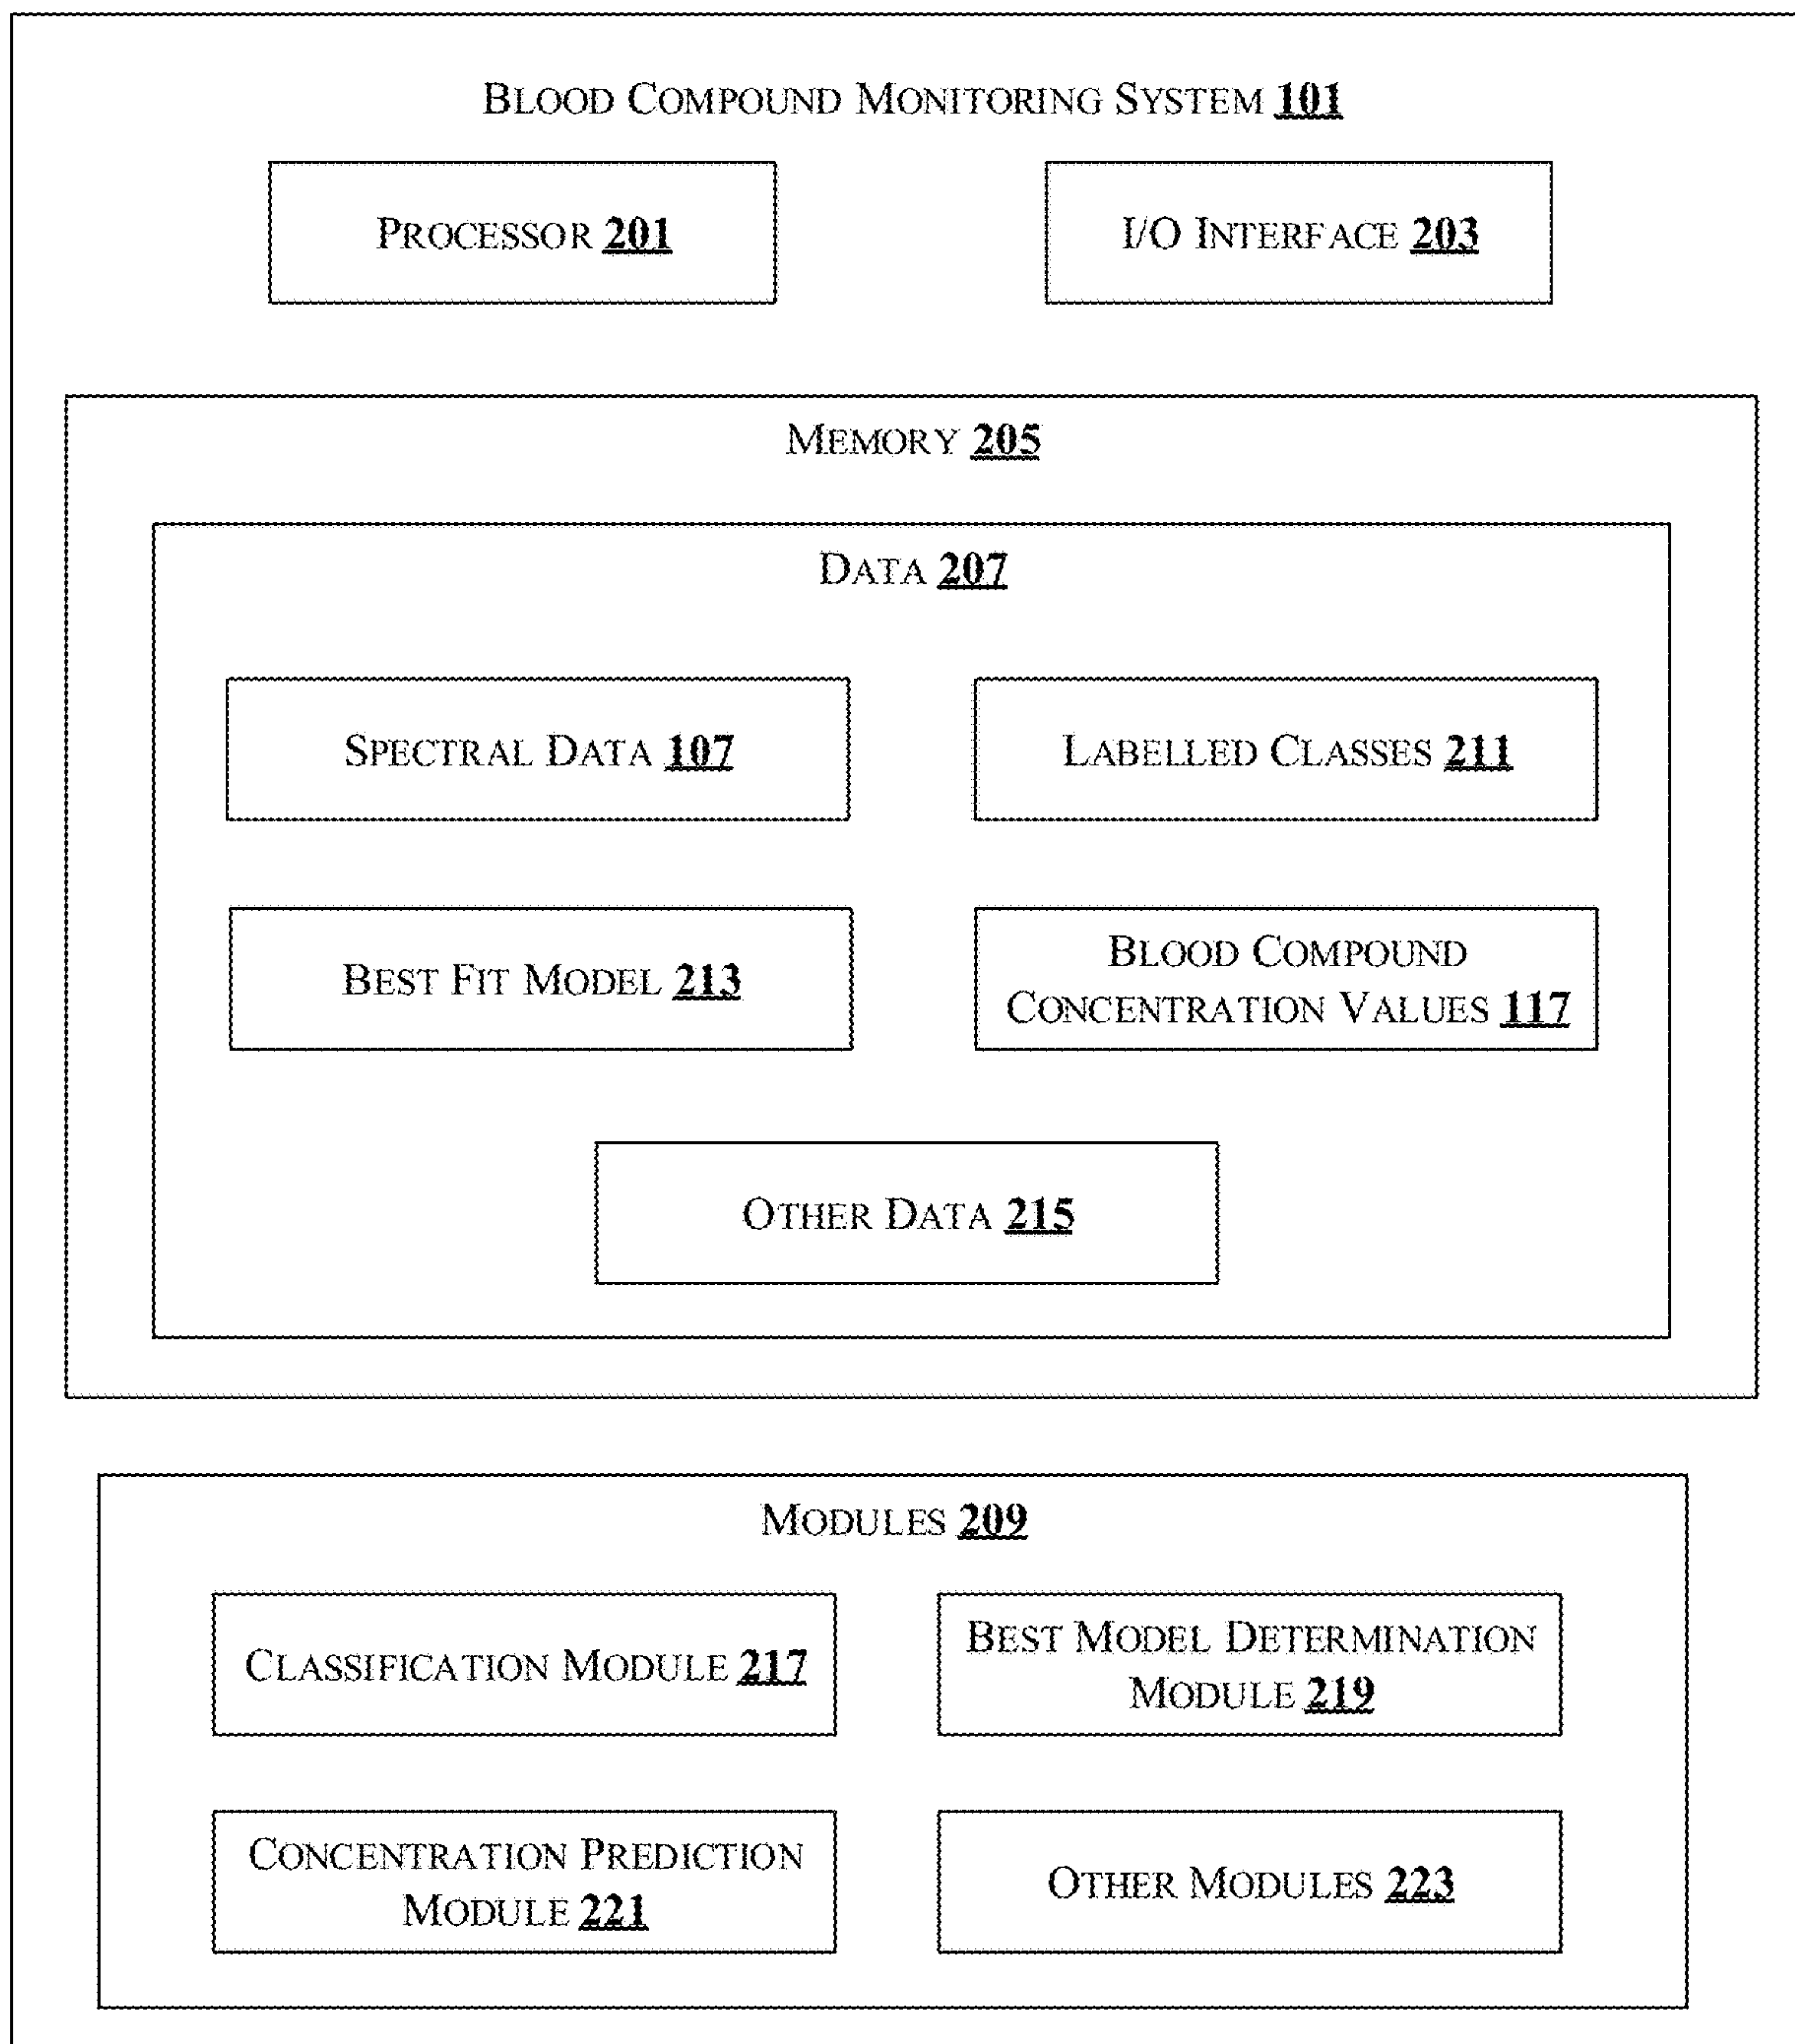 BLOOD COMPOUND MONITORING SYSTEM 101
PROCESSOR 201
I/O INTERFACE 203
MEMORY 205
DATA 207
SPECTRAL DATA 107
LABELLED CLASSES 211
BEST FIT MODEL 213
BLOOD COMPOUND
CONCENTRATION VALUES 117
OTHER DATA 215
MODULES 209
CLASSIFICATION MODULE 217
BEST MODEL DETERMINATION
MODULE 219
CONCENTRATION PREDICTION
MODULE 221
OTHER MODULES 223